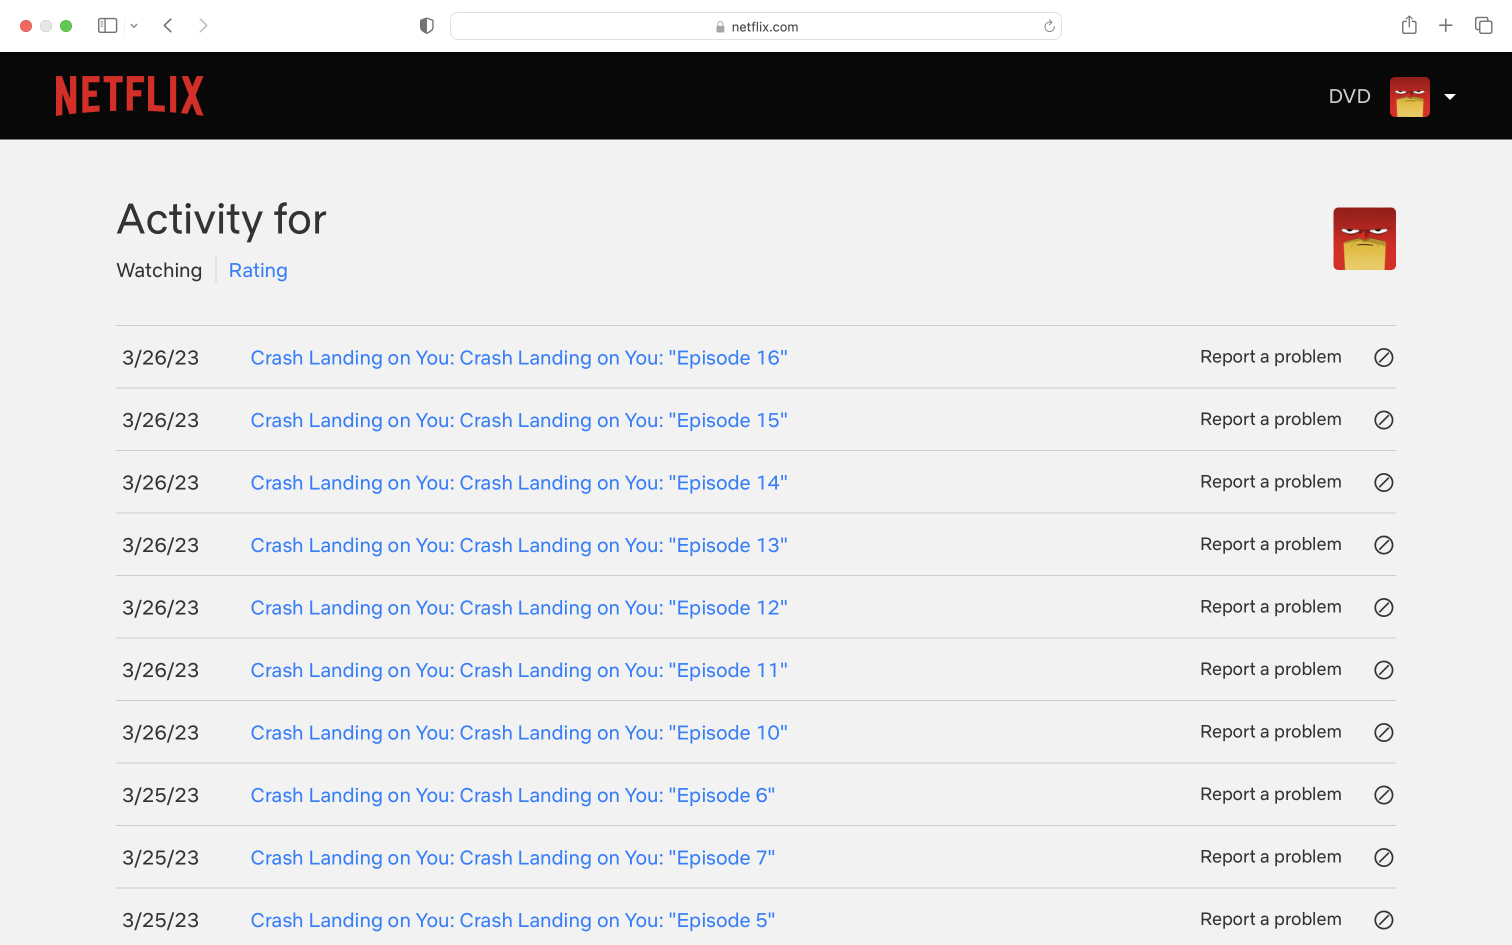 netflix.com
NETFLIX
DVD
Activity for
Watching
Rating
3/26/23 Crash Landing on You: Crash Landing on You: "Episode 16" Report a problem
3/26/23 Crash Landing on You: Crash Landing on You: "Episode 15" Report a problem
3/26/23 Crash Landing on You: Crash Landing on You: "Episode 14" Report a problem
3/26/23 Crash Landing on You: Crash Landing on You: "Episode 13" Report a problem
3/26/23 Crash Landing on You: Crash Landing on You: "Episode 12" Report a problem
3/26/23 Crash Landing on You: Crash Landing on You: "Episode 11" Report a problem
3/26/23 Crash Landing on You: Crash Landing on You: "Episode 10" Report a problem
3/25/23 Crash Landing on You: Crash Landing on You: "Episode 6" Report a problem
3/25/23 Crash Landing on You: Crash Landing on You: "Episode 7" Report a problem
3/25/23 Crash Landing on You: Crash Landing on You: "Episode 5" Report a problem